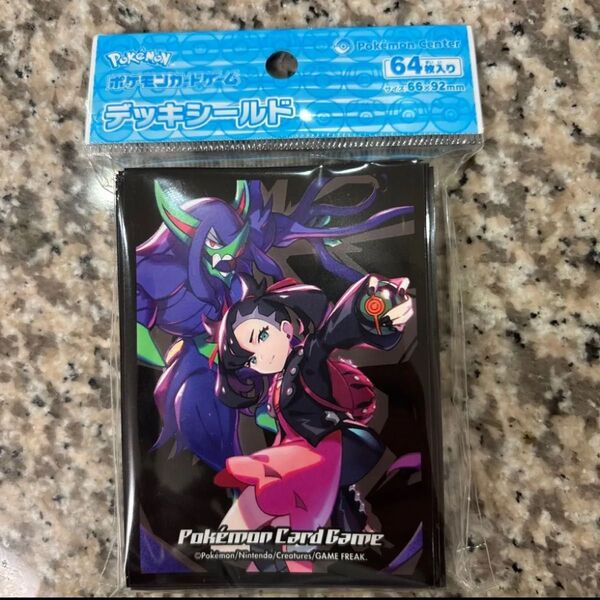 Pokémon
ポケモンカードゲーム
デッキシールド
Pokémon Center
64枚入り
サイズ:66×92mm
Pokémon Card Game
©Pokémon/Nintendo/Creatures/GAME FREAK.